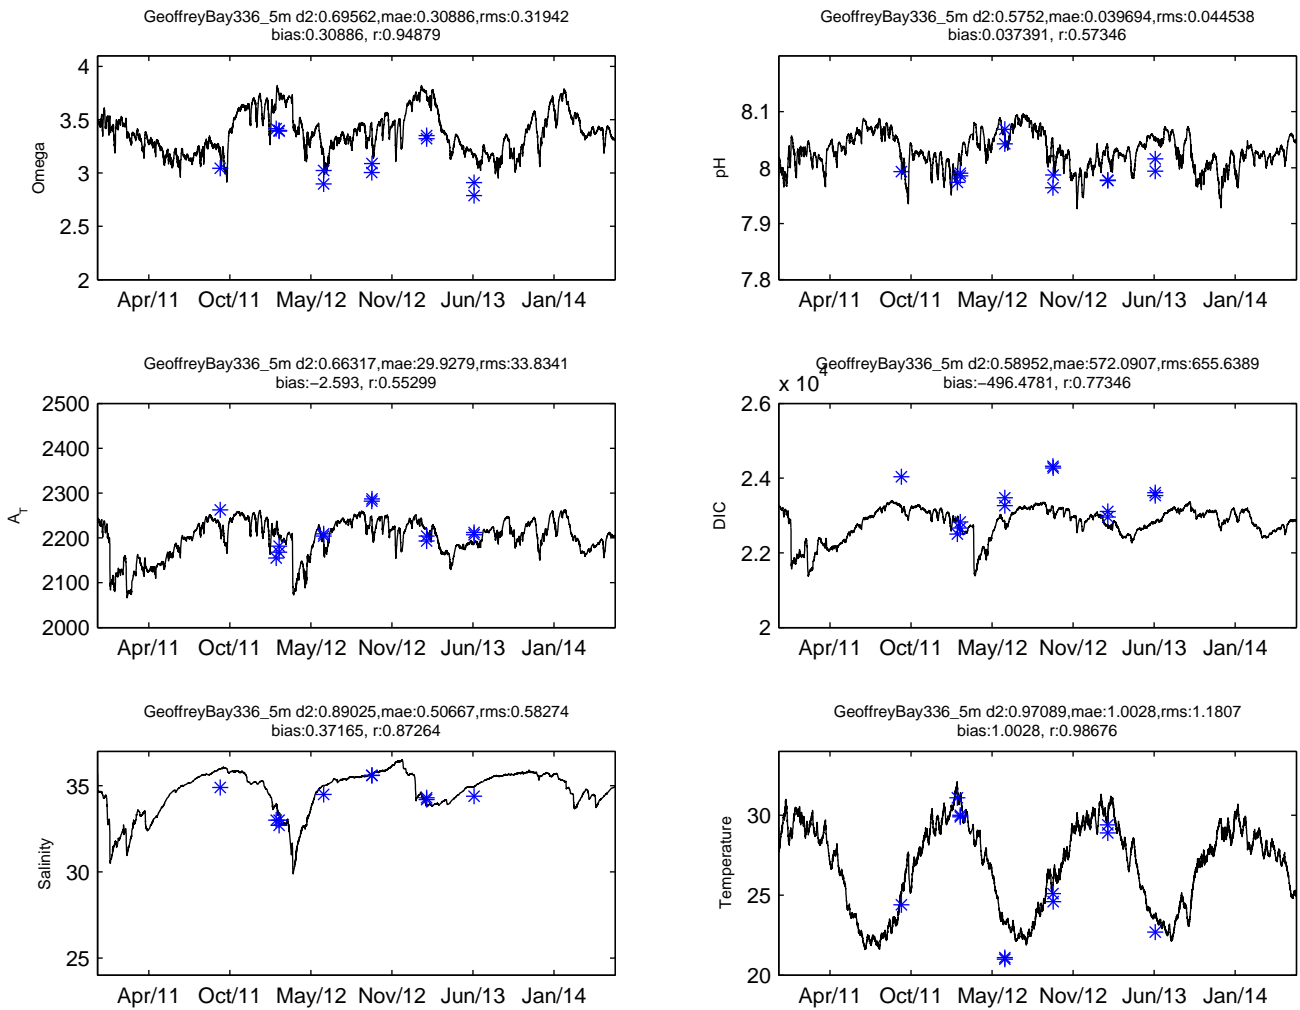 GeoffreyBay336_5m d2:0.69562,mae:0.30886,rms:0.31942
bias:0.30886, r:0.94879
4
3.5
3
2.5
2
Omega
Apr/11 Oct/11 May/12 Nov/12 Jun/13 Jan/14
GeoffreyBay336_5m d2:0.5752,mae:0.039694,rms:0.044538
bias:0.037391, r:0.57346
8.1
8
7.9
7.8
pH
Apr/11 Oct/11 May/12 Nov/12 Jun/13 Jan/14
GeoffreyBay336_5m d2:0.66317,mae:29.9279,rms:33.8341
bias:−2.593, r:0.55299
2500
2400
2300
2200
2100
2000
A_T
Apr/11 Oct/11 May/12 Nov/12 Jun/13 Jan/14
GeoffreyBay336_5m d2:0.58952,mae:572.0907,rms:655.6389
bias:−496.4781, r:0.77346
x 10^4
2.6
2.4
2.2
2
DIC
Apr/11 Oct/11 May/12 Nov/12 Jun/13 Jan/14
GeoffreyBay336_5m d2:0.89025,mae:0.50667,rms:0.58274
bias:0.37165, r:0.87264
35
30
25
Salinity
Apr/11 Oct/11 May/12 Nov/12 Jun/13 Jan/14
GeoffreyBay336_5m d2:0.97089,mae:1.0028,rms:1.1807
bias:1.0028, r:0.98676
30
25
20
Temperature
Apr/11 Oct/11 May/12 Nov/12 Jun/13 Jan/14